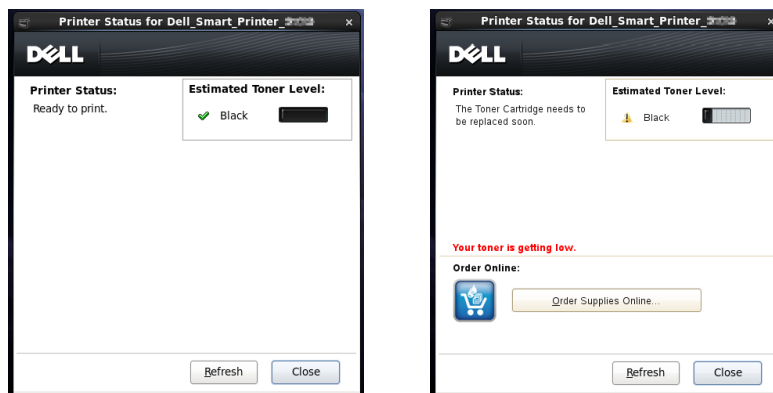 Printer Status for Dell_Smart_Printer_
DELL
Printer Status:
Ready to print.
Estimated Toner Level:
Black
Refresh
Close
Printer Status for Dell_Smart_Printer_
DELL
Printer Status:
The Toner Cartridge needs to
be replaced soon.
Estimated Toner Level:
Black
Your toner is getting low.
Order Online:
Order Supplies Online...
Refresh
Close